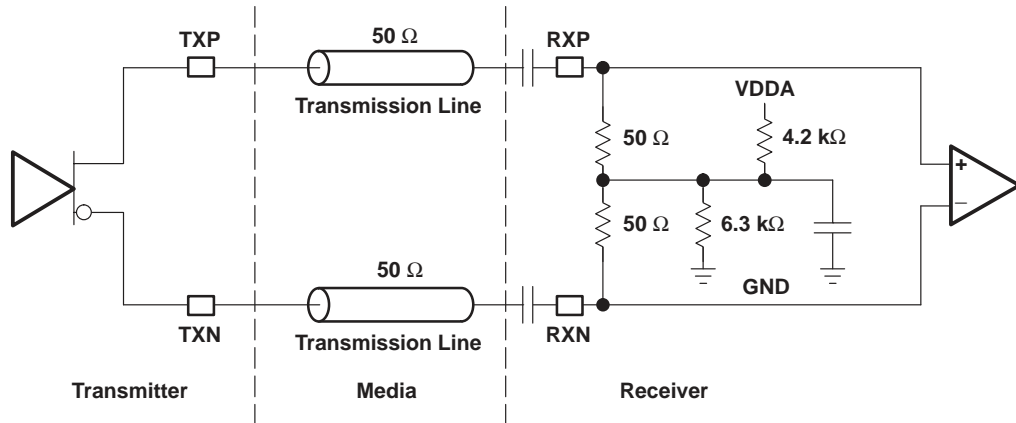 TXP
50 Ω
Transmission Line
RXP
VDDA
50 Ω
4.2 kΩ
+
–
50 Ω
6.3 kΩ
GND
TXN
50 Ω
Transmission Line
RXN
Transmitter
Media
Receiver